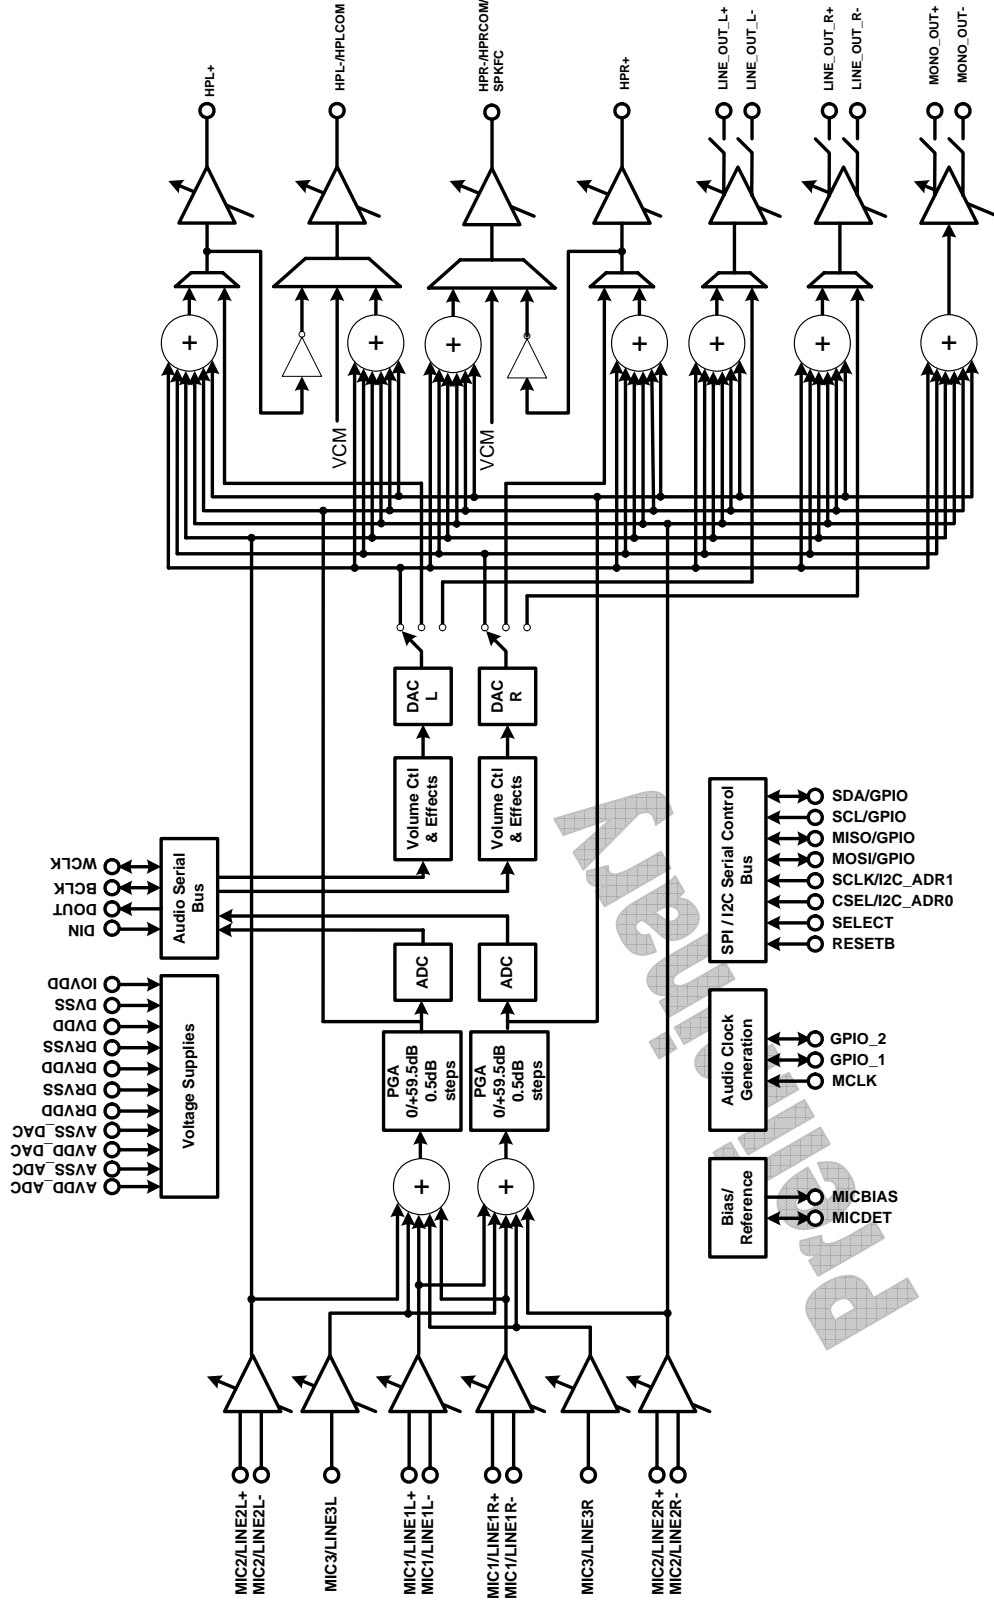 HPL+
HPL-/HPLCOM
HPR-/HPRCOM/
SPKFC
HPR+
LINE_OUT_L+
LINE_OUT_L-
LINE_OUT_R+
LINE_OUT_R-
MONO_OUT+
MONO_OUT-
+
+
+
+
+
+
+
VCM
VCM
DAC
L
DAC
R
Volume Ctl
& Effects
Volume Ctl
& Effects
WCLK
BCLK
DOUT
DIN
Audio Serial
Bus
ADC
ADC
IOVDD
DVSS
DVDD
DRVSS
DRVDD
DRVSS
DRVDD
AVSS_DAC
AVDD_DAC
AVSS_ADC
AVDD_ADC
Voltage Supplies
PGA
0/+59.5dB
0.5dB
steps
PGA
0/+59.5dB
0.5dB
steps
+
+
SPI / I2C Serial Control
Bus
SDA/GPIO
SCL/GPIO
MISO/GPIO
MOSI/GPIO
SCLK/I2C_ADR1
CSEL/I2C_ADR0
SELECT
RESETB
Audio Clock
Generation
GPIO_2
GPIO_1
MCLK
Bias/
Reference
MICBIAS
MICDET
Preliminary
MIC2/LINE2L+
MIC2/LINE2L-
MIC3/LINE3L
MIC1/LINE1L+
MIC1/LINE1L-
MIC1/LINE1R+
MIC1/LINE1R-
MIC3/LINE3R
MIC2/LINE2R+
MIC2/LINE2R-